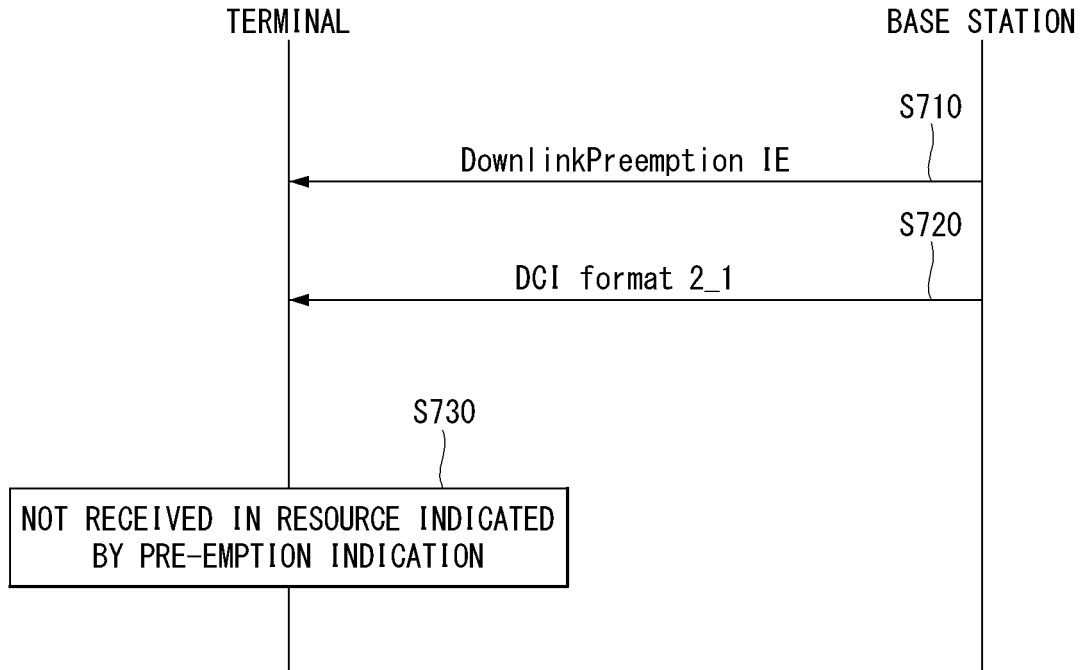 TERMINAL
BASE STATION
S710
DownlinkPreemption IE
S720
DCI format 2_1
S730
NOT RECEIVED IN RESOURCE INDICATED
BY PRE-EMPTION INDICATION